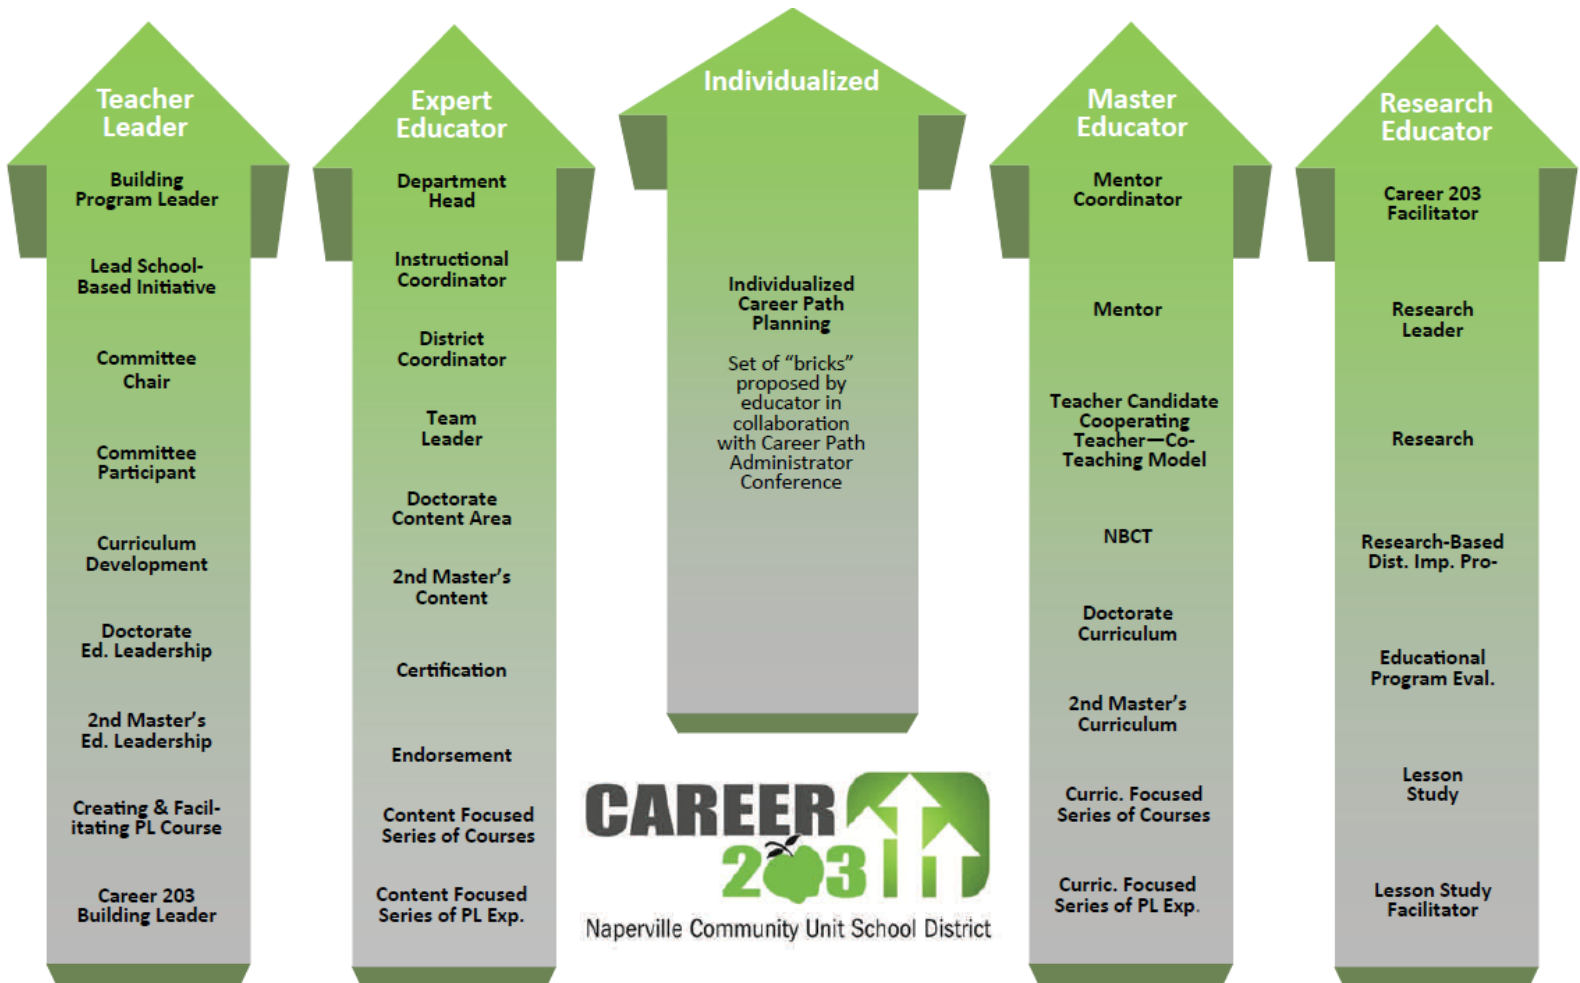 Teacher
Leader
Building
Program Leader
Lead School-
Based Initiative
Committee
Chair
Committee
Participant
Curriculum
Development
Doctorate
Ed. Leadership
2nd Master's
Ed. Leadership
Creating & Facil-
itating PL Course
Career 203
Building Leader
Expert
Educator
Department
Head
Instructional
Coordinator
District
Coordinator
Team
Leader
Doctorate
Content Area
2nd Master's
Content
Certification
Endorsement
Content Focused
Series of Courses
Content Focused
Series of PL Exp.
Individualized
Individualized
Career Path
Planning
Set of “bricks”
proposed by
educator in
collaboration
with Career Path
Administrator
Conference
CAREER
203
Naperville Community Unit School District
Master
Educator
Mentor
Coordinator
Mentor
Teacher Candidate
Cooperating
Teacher—Co-
Teaching Model
NBCT
Doctorate
Curriculum
2nd Master's
Curriculum
Curric. Focused
Series of Courses
Curric. Focused
Series of PL Exp.
Research
Educator
Career 203
Facilitator
Research
Leader
Research
Research-Based
Dist. Imp. Pro-
Educational
Program Eval.
Lesson
Study
Lesson Study
Facilitator